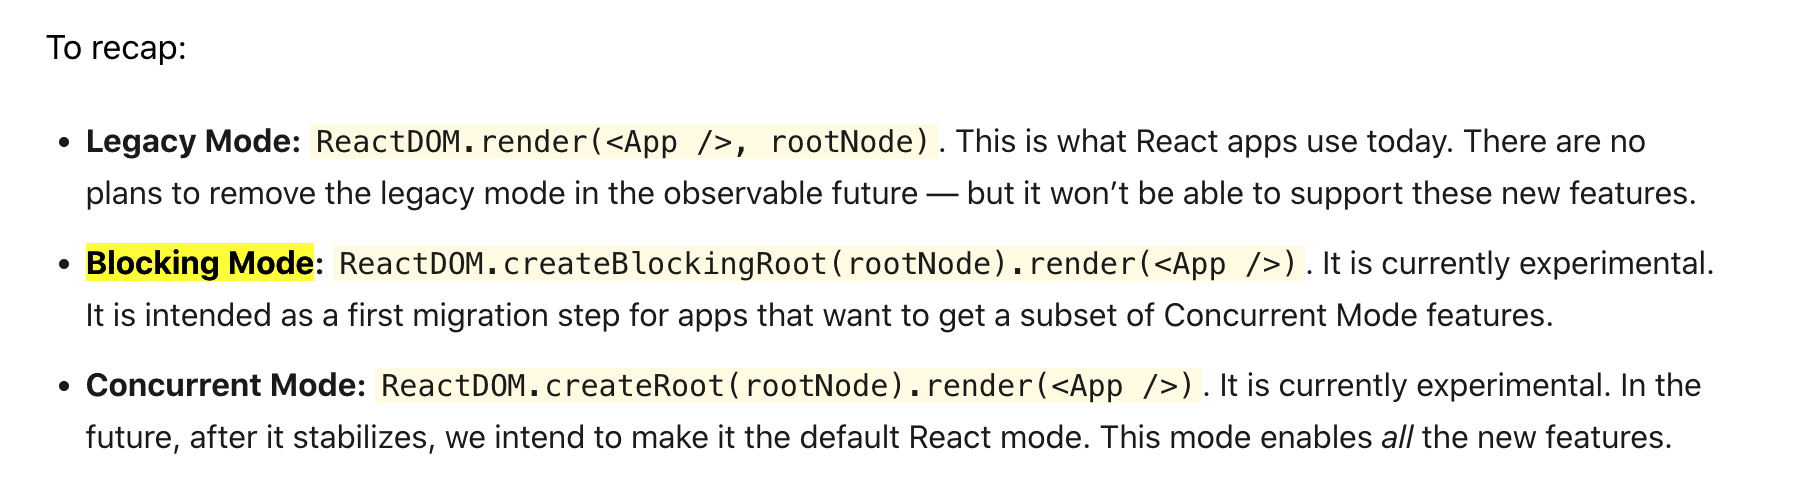 To recap:
• Legacy Mode: ReactDOM.render(<App />, rootNode). This is what React apps use today. There are no
plans to remove the legacy mode in the observable future — but it won’t be able to support these new features.
• Blocking Mode: ReactDOM.createBlockingRoot(rootNode).render(<App />). It is currently experimental.
It is intended as a first migration step for apps that want to get a subset of Concurrent Mode features.
• Concurrent Mode: ReactDOM.createRoot(rootNode).render(<App />). It is currently experimental. In the
future, after it stabilizes, we intend to make it the default React mode. This mode enables all the new features.